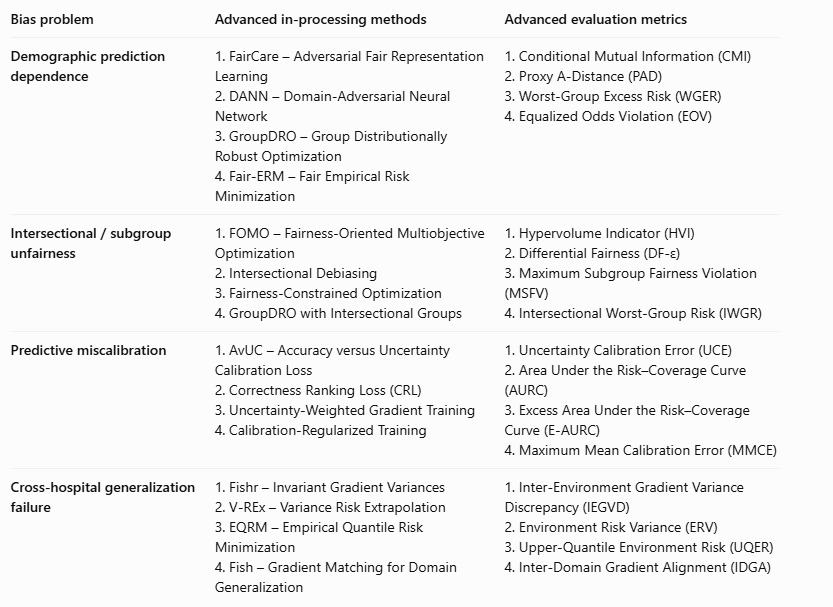 Bias problem
Advanced in-processing methods
Advanced evaluation metrics
Demographic prediction
dependence
1. FairCare – Adversarial Fair Representation
Learning
2. DANN – Domain-Adversarial Neural
Network
3. GroupDRO – Group Distributionally
Robust Optimization
4. Fair-ERM – Fair Empirical Risk
Minimization
1. Conditional Mutual Information (CMI)
2. Proxy A-Distance (PAD)
3. Worst-Group Excess Risk (WGER)
4. Equalized Odds Violation (EOV)
Intersectional / subgroup
unfairness
1. FOMO – Fairness-Oriented Multiobjective
Optimization
2. Intersectional Debiasing
3. Fairness-Constrained Optimization
4. GroupDRO with Intersectional Groups
1. Hypervolume Indicator (HVI)
2. Differential Fairness (DF-ε)
3. Maximum Subgroup Fairness Violation
(MSFV)
4. Intersectional Worst-Group Risk (IWGR)
Predictive miscalibration
1. AvUC – Accuracy versus Uncertainty
Calibration Loss
2. Correctness Ranking Loss (CRL)
3. Uncertainty-Weighted Gradient Training
4. Calibration-Regularized Training
1. Uncertainty Calibration Error (UCE)
2. Area Under the Risk–Coverage Curve
(AURC)
3. Excess Area Under the Risk–Coverage
Curve (E-AURC)
4. Maximum Mean Calibration Error (MMCE)
Cross-hospital generalization
failure
1. Fishr – Invariant Gradient Variances
2. V-REx – Variance Risk Extrapolation
3. EQRM – Empirical Quantile Risk
Minimization
4. Fish – Gradient Matching for Domain
Generalization
1. Inter-Environment Gradient Variance
Discrepancy (IEGVD)
2. Environment Risk Variance (ERV)
3. Upper-Quantile Environment Risk (UQER)
4. Inter-Domain Gradient Alignment (IDGA)